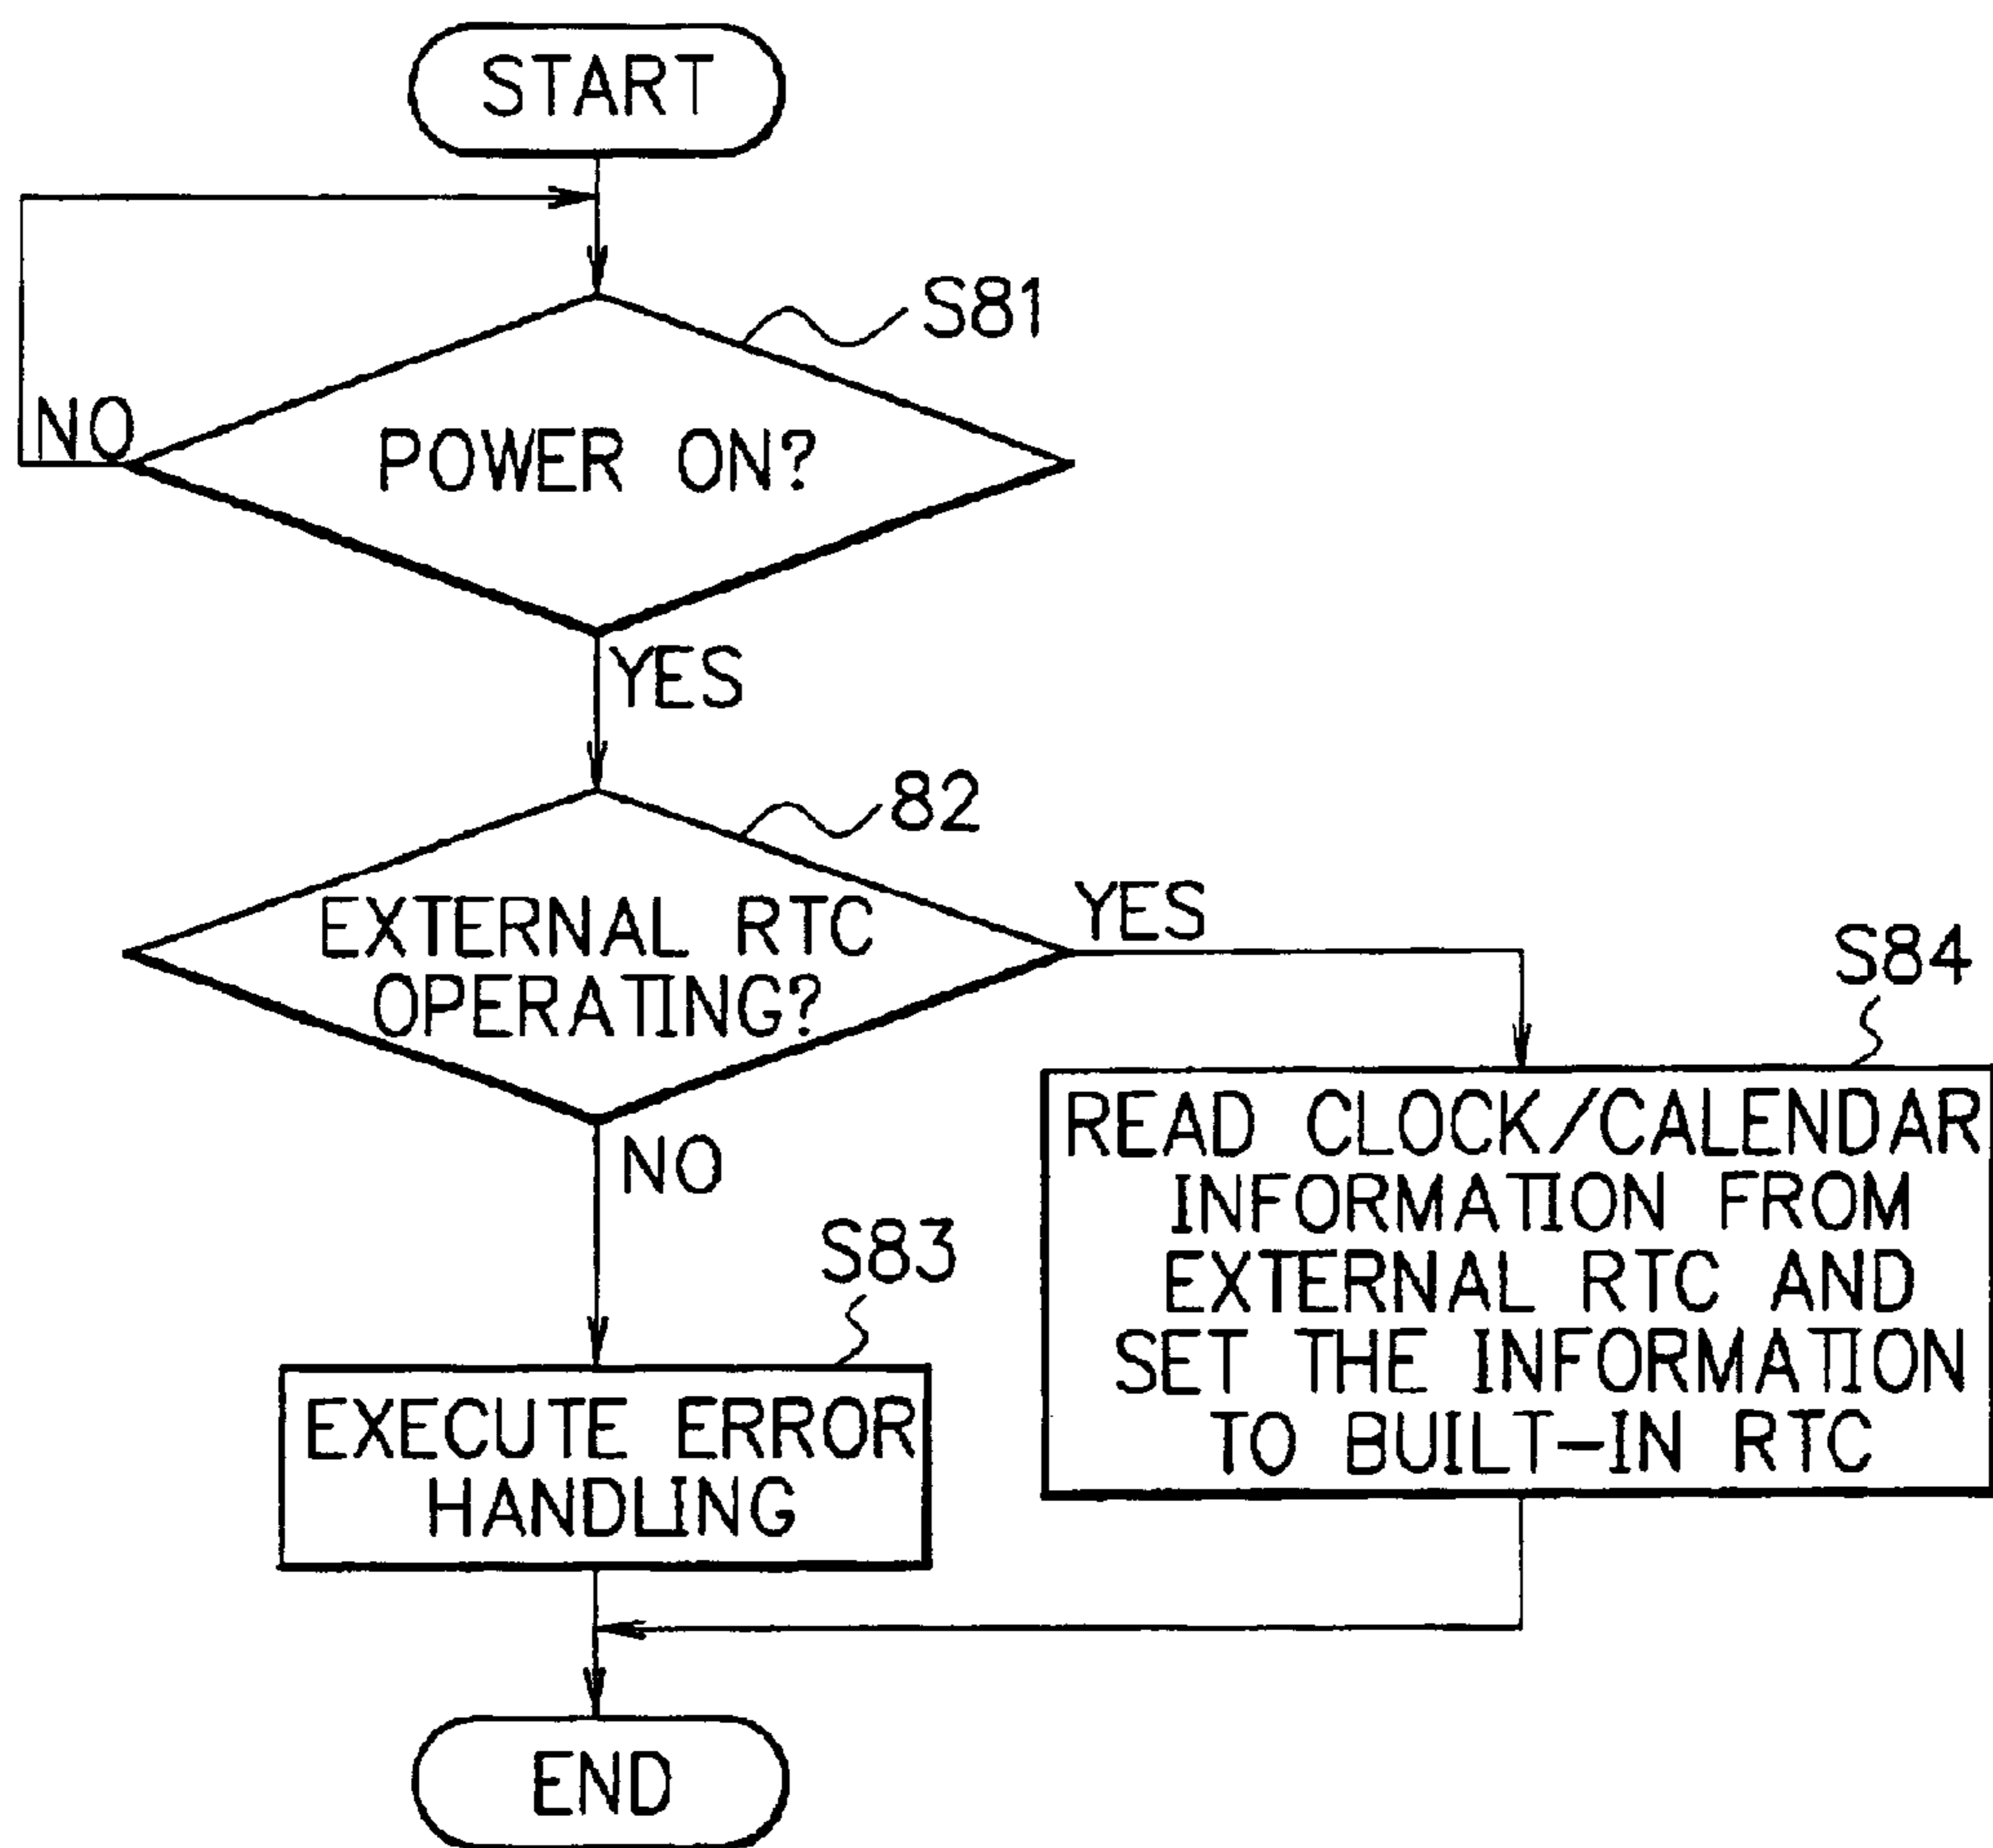 START
S81
NO
POWER ON?
YES
82
EXTERNAL RTC
OPERATING?
YES
S84
NO
READ CLOCK/CALENDAR
INFORMATION FROM
EXTERNAL RTC AND
SET THE INFORMATION
TO BUILT-IN RTC
S83
EXECUTE ERROR
HANDLING
END